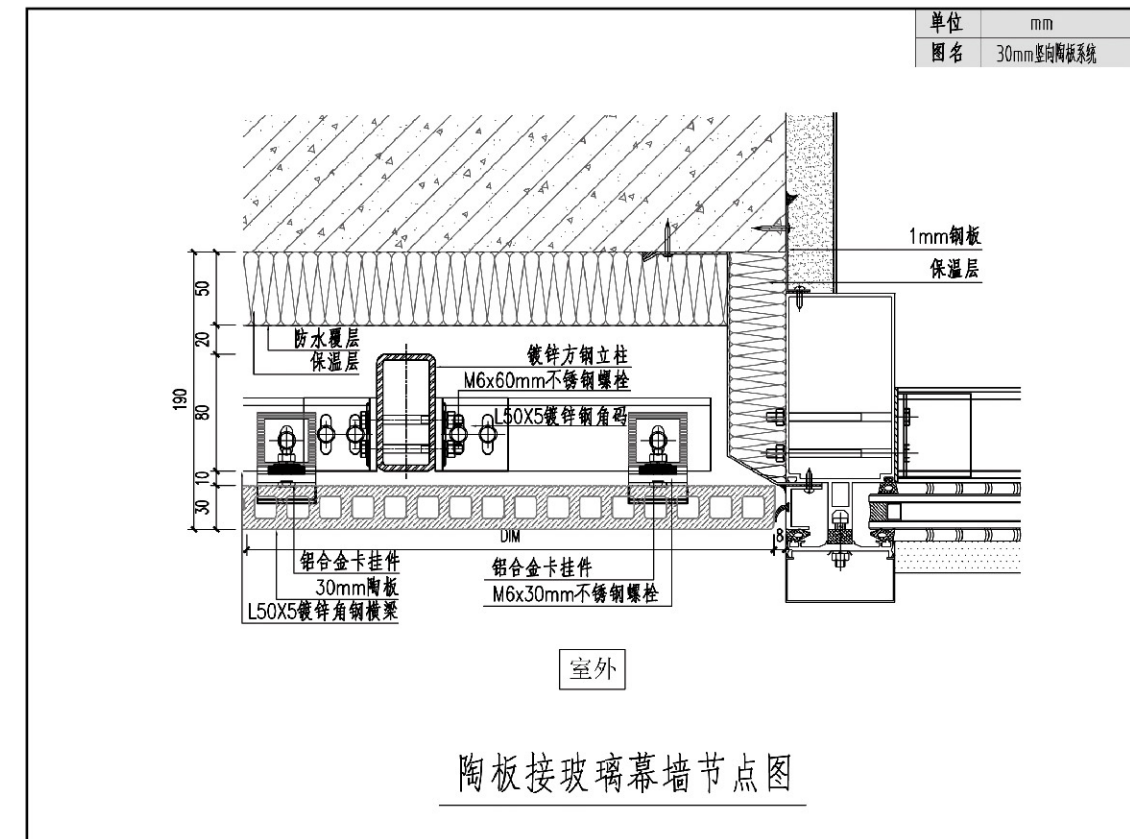 单位 mm
图名 30mm竖向陶板系统
1mm钢板
保温层
防水覆层
保温层
镀锌方钢立柱
M6x60mm不锈钢螺栓
L50X5镀锌钢角码
50
20
80
10
30
190
DIM
8
铝合金卡挂件
30mm陶板
L50X5镀锌角钢横梁
铝合金卡挂件
M6x30mm不锈钢螺栓
室外
陶板接玻璃幕墙节点图